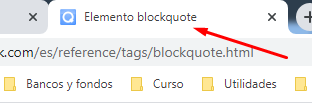 Elemento blockquote
k.com/es/reference/tags/blockquote.html
Bancos y fondos Curso Utilidades